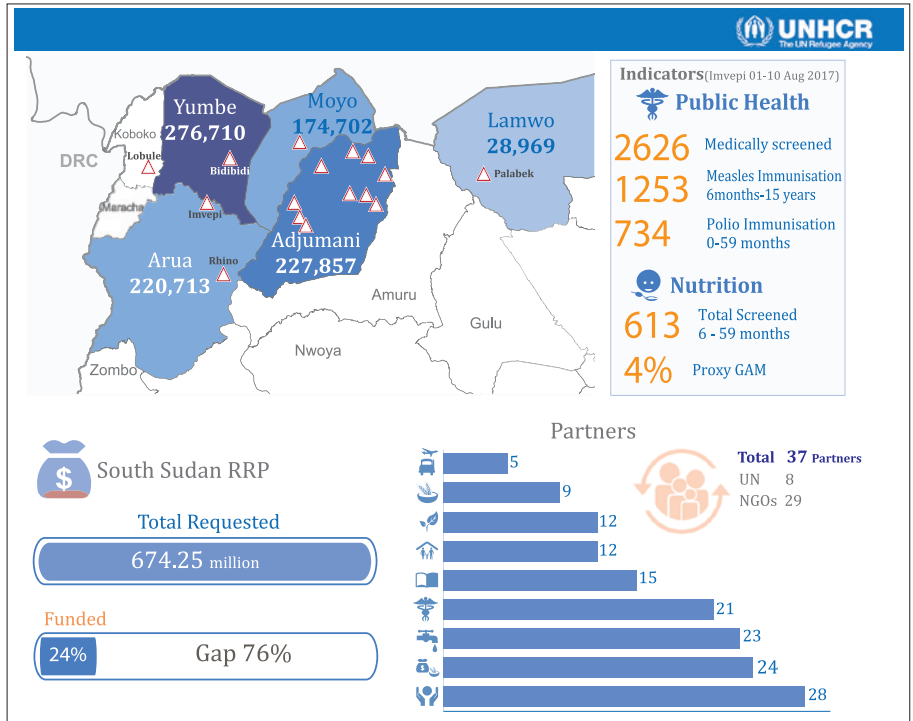 UNHCR
The UN Refugee Agency
Yumbe
276,710
Moyo
174,702
Lamwo
28,969
Koboko
DRC
Lobule
Bidibidi
Palabek
Maracha
Imvepi
Adjumani
227,857
Arua
220,713
Rhino
Amuru
Gulu
Nwoya
Zombo
Indicators(Imvepi 01-10 Aug 2017)
Public Health
2626 Medically screened
1253 Measles Immunisation
6months-15 years
734 Polio Immunisation
0-59 months
Nutrition
613 Total Screened
6 - 59 months
4% Proxy GAM
$ South Sudan RRP
Total Requested
674.25 million
Funded
24% Gap 76%
Partners
Total 37 Partners
UN 8
NGOs 29
5
9
12
12
15
21
23
24
28